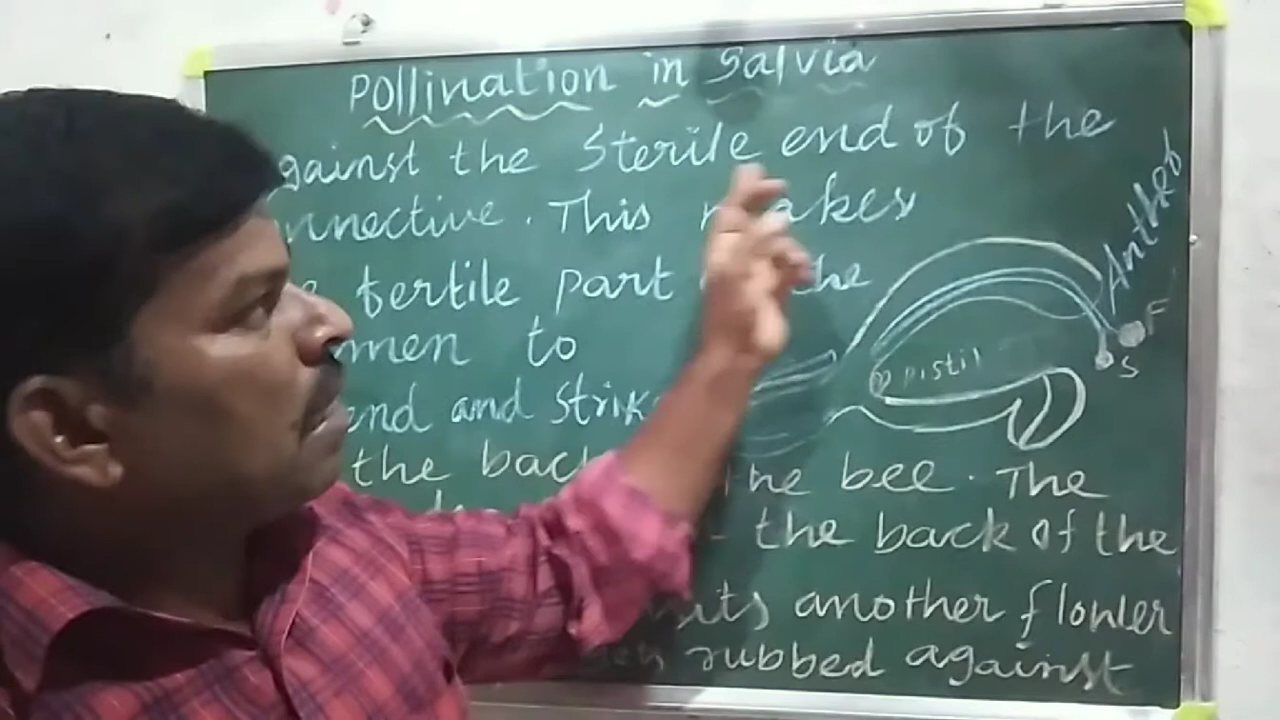 Pollination in Salvia
gainst the Sterile end of the
nnective. This makes
fertile part the
men to
end and Strik
the back the bee. The
the back of the
another flower
rubbed against
Anther
F
S
Pistil